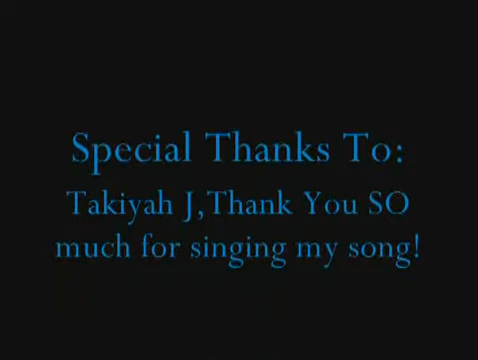 Special Thanks To:
Takiyah J,Thank You SO
much for singing my song!